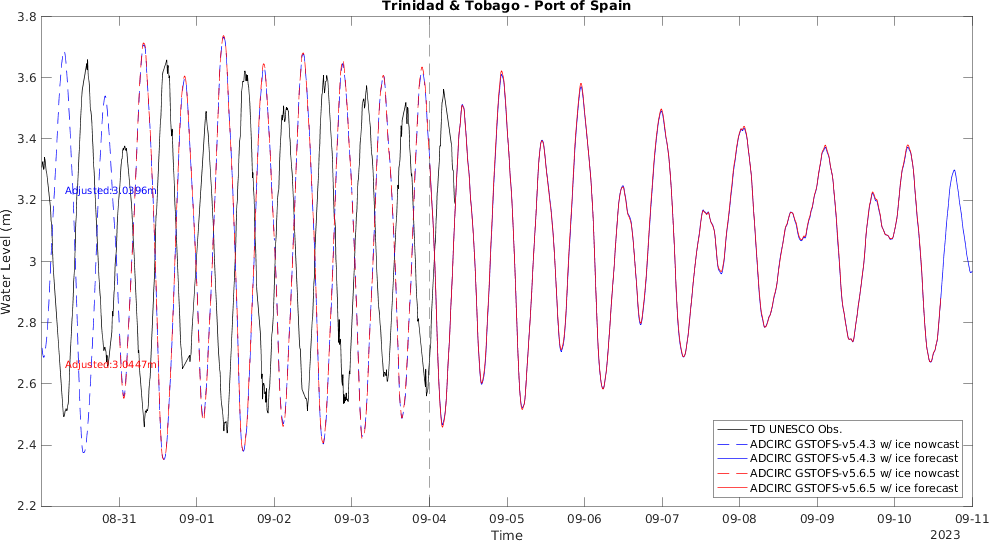 Trinidad & Tobago - Port of Spain
3.8
3.6
3.4
3.2
3
2.8
2.6
2.4
2.2
Water Level (m)
Adjusted:3.0396m
Adjusted:3.0447m
TD UNESCO Obs.
ADCIRC GSTOFS-v5.4.3 w/ ice nowcast
ADCIRC GSTOFS-v5.4.3 w/ ice forecast
ADCIRC GSTOFS-v5.6.5 w/ ice nowcast
ADCIRC GSTOFS-v5.6.5 w/ ice forecast
08-31 09-01 09-02 09-03 09-04 09-05 09-06 09-07 09-08 09-09 09-10 09-11
Time
2023